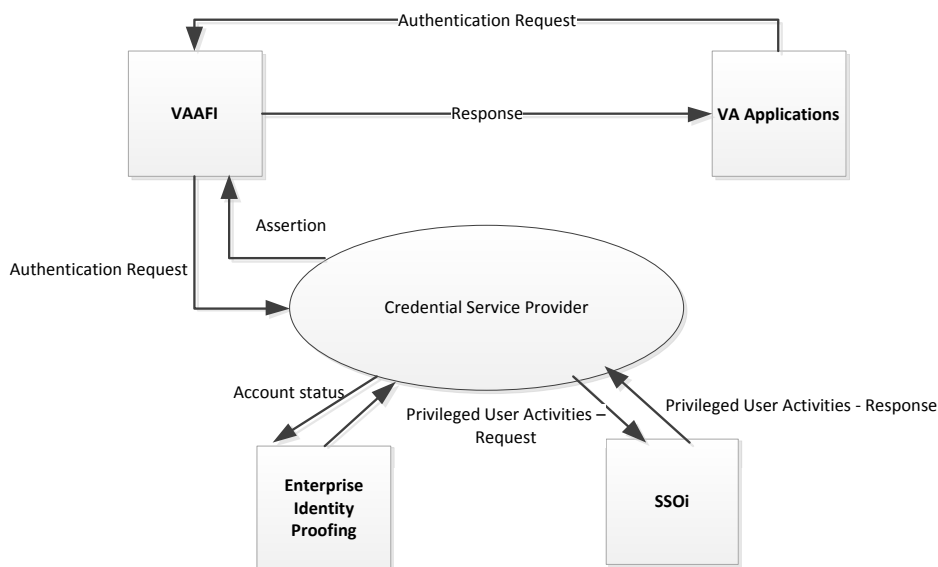 Authentication Request
VAAFI
Response
VA Applications
Assertion
Authentication Request
Credential Service Provider
Account status
Privileged User Activities –
Request
Privileged User Activities - Response
Enterprise
Identity
Proofing
SSOi